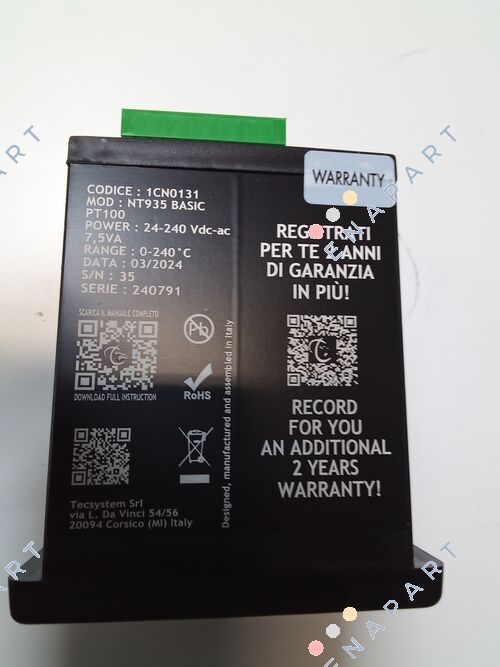 WARRANTY
CODICE : 1CN0131
MOD : NT935 BASIC
PT100
POWER : 24-240 Vdc-ac
7,5VA
RANGE : 0-240°C
DATA : 03/2024
S/N : 35
SERIE : 240791
SCARICA IL MANUALE COMPLETO
DOWNLOAD FULL INSTRUCTION
Pb
RoHS
Designed, manufactured and assembled in Italy
Tecsystem Srl
via L. Da Vinci 54/56
20094 Corsico (MI) Italy
REGISTRATI
PER TE ANNI
DI GARANZIA
IN PIÙ!
RECORD
FOR YOU
AN ADDITIONAL
2 YEARS
WARRANTY!
ENAPART
ENAPART